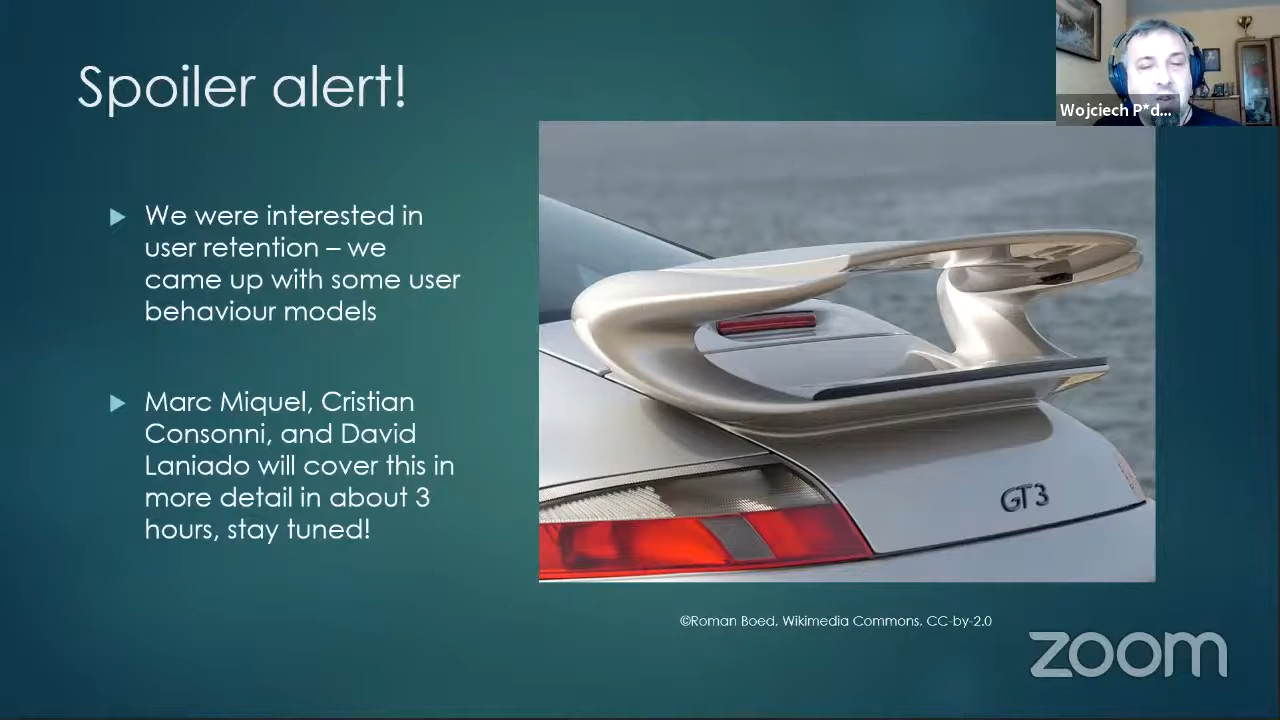 Spoiler alert!
Wojciech P*d...
We were interested in
user retention – we
came up with some user
behaviour models
Marc Miquel, Cristian
Consonni, and David
Laniado will cover this in
more detail in about 3
hours, stay tuned!
GT3
©Roman Boed, Wikimedia Commons, CC-by-2.0
zoom